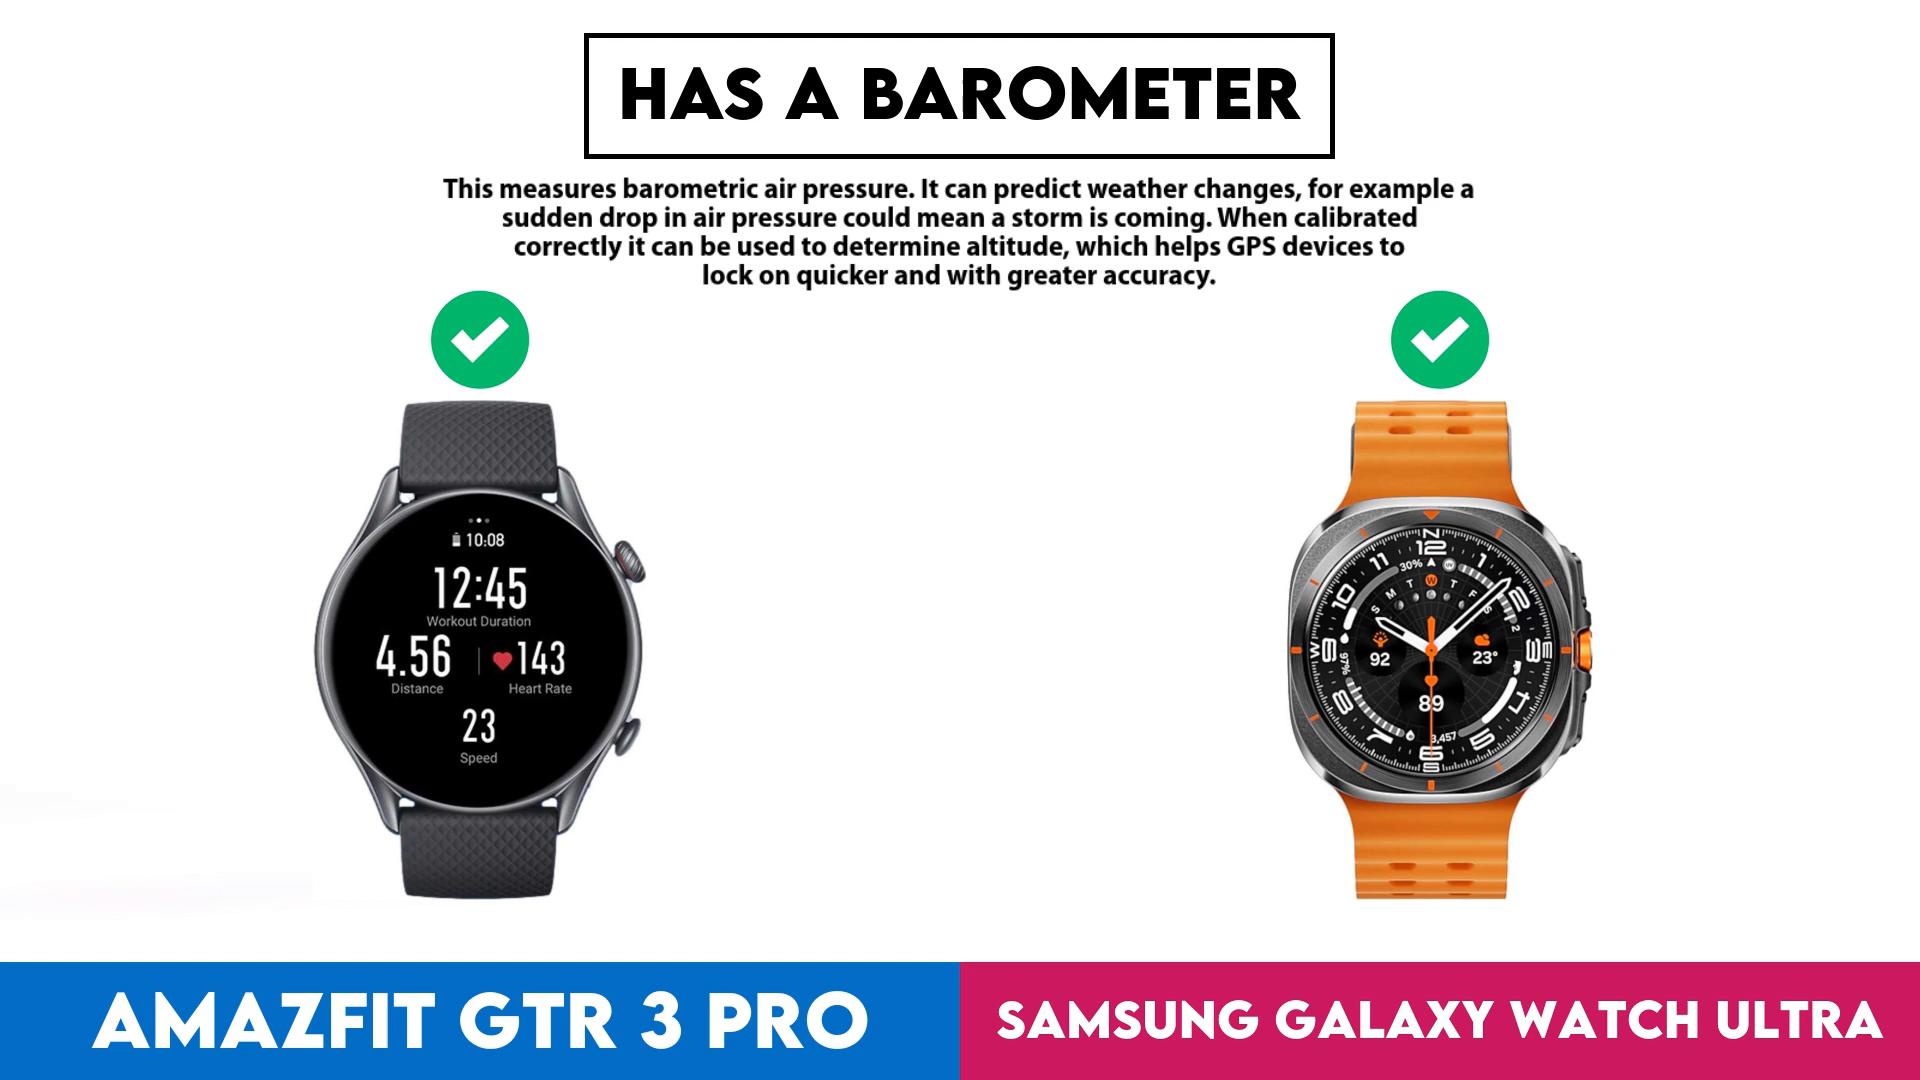 HAS A BAROMETER
This measures barometric air pressure. It can predict weather changes, for example a
sudden drop in air pressure could mean a storm is coming. When calibrated
correctly it can be used to determine altitude, which helps GPS devices to
lock on quicker and with greater accuracy.
10:08
12:45
Workout Duration
4.56 143
Distance Heart Rate
23
Speed
N
12
11 30% 1
S M T W T F S
10 2
W 9 92 23° 3 E
97%
8 89 4
7 3,457 5
6
S
AMAZFIT GTR 3 PRO
SAMSUNG GALAXY WATCH ULTRA